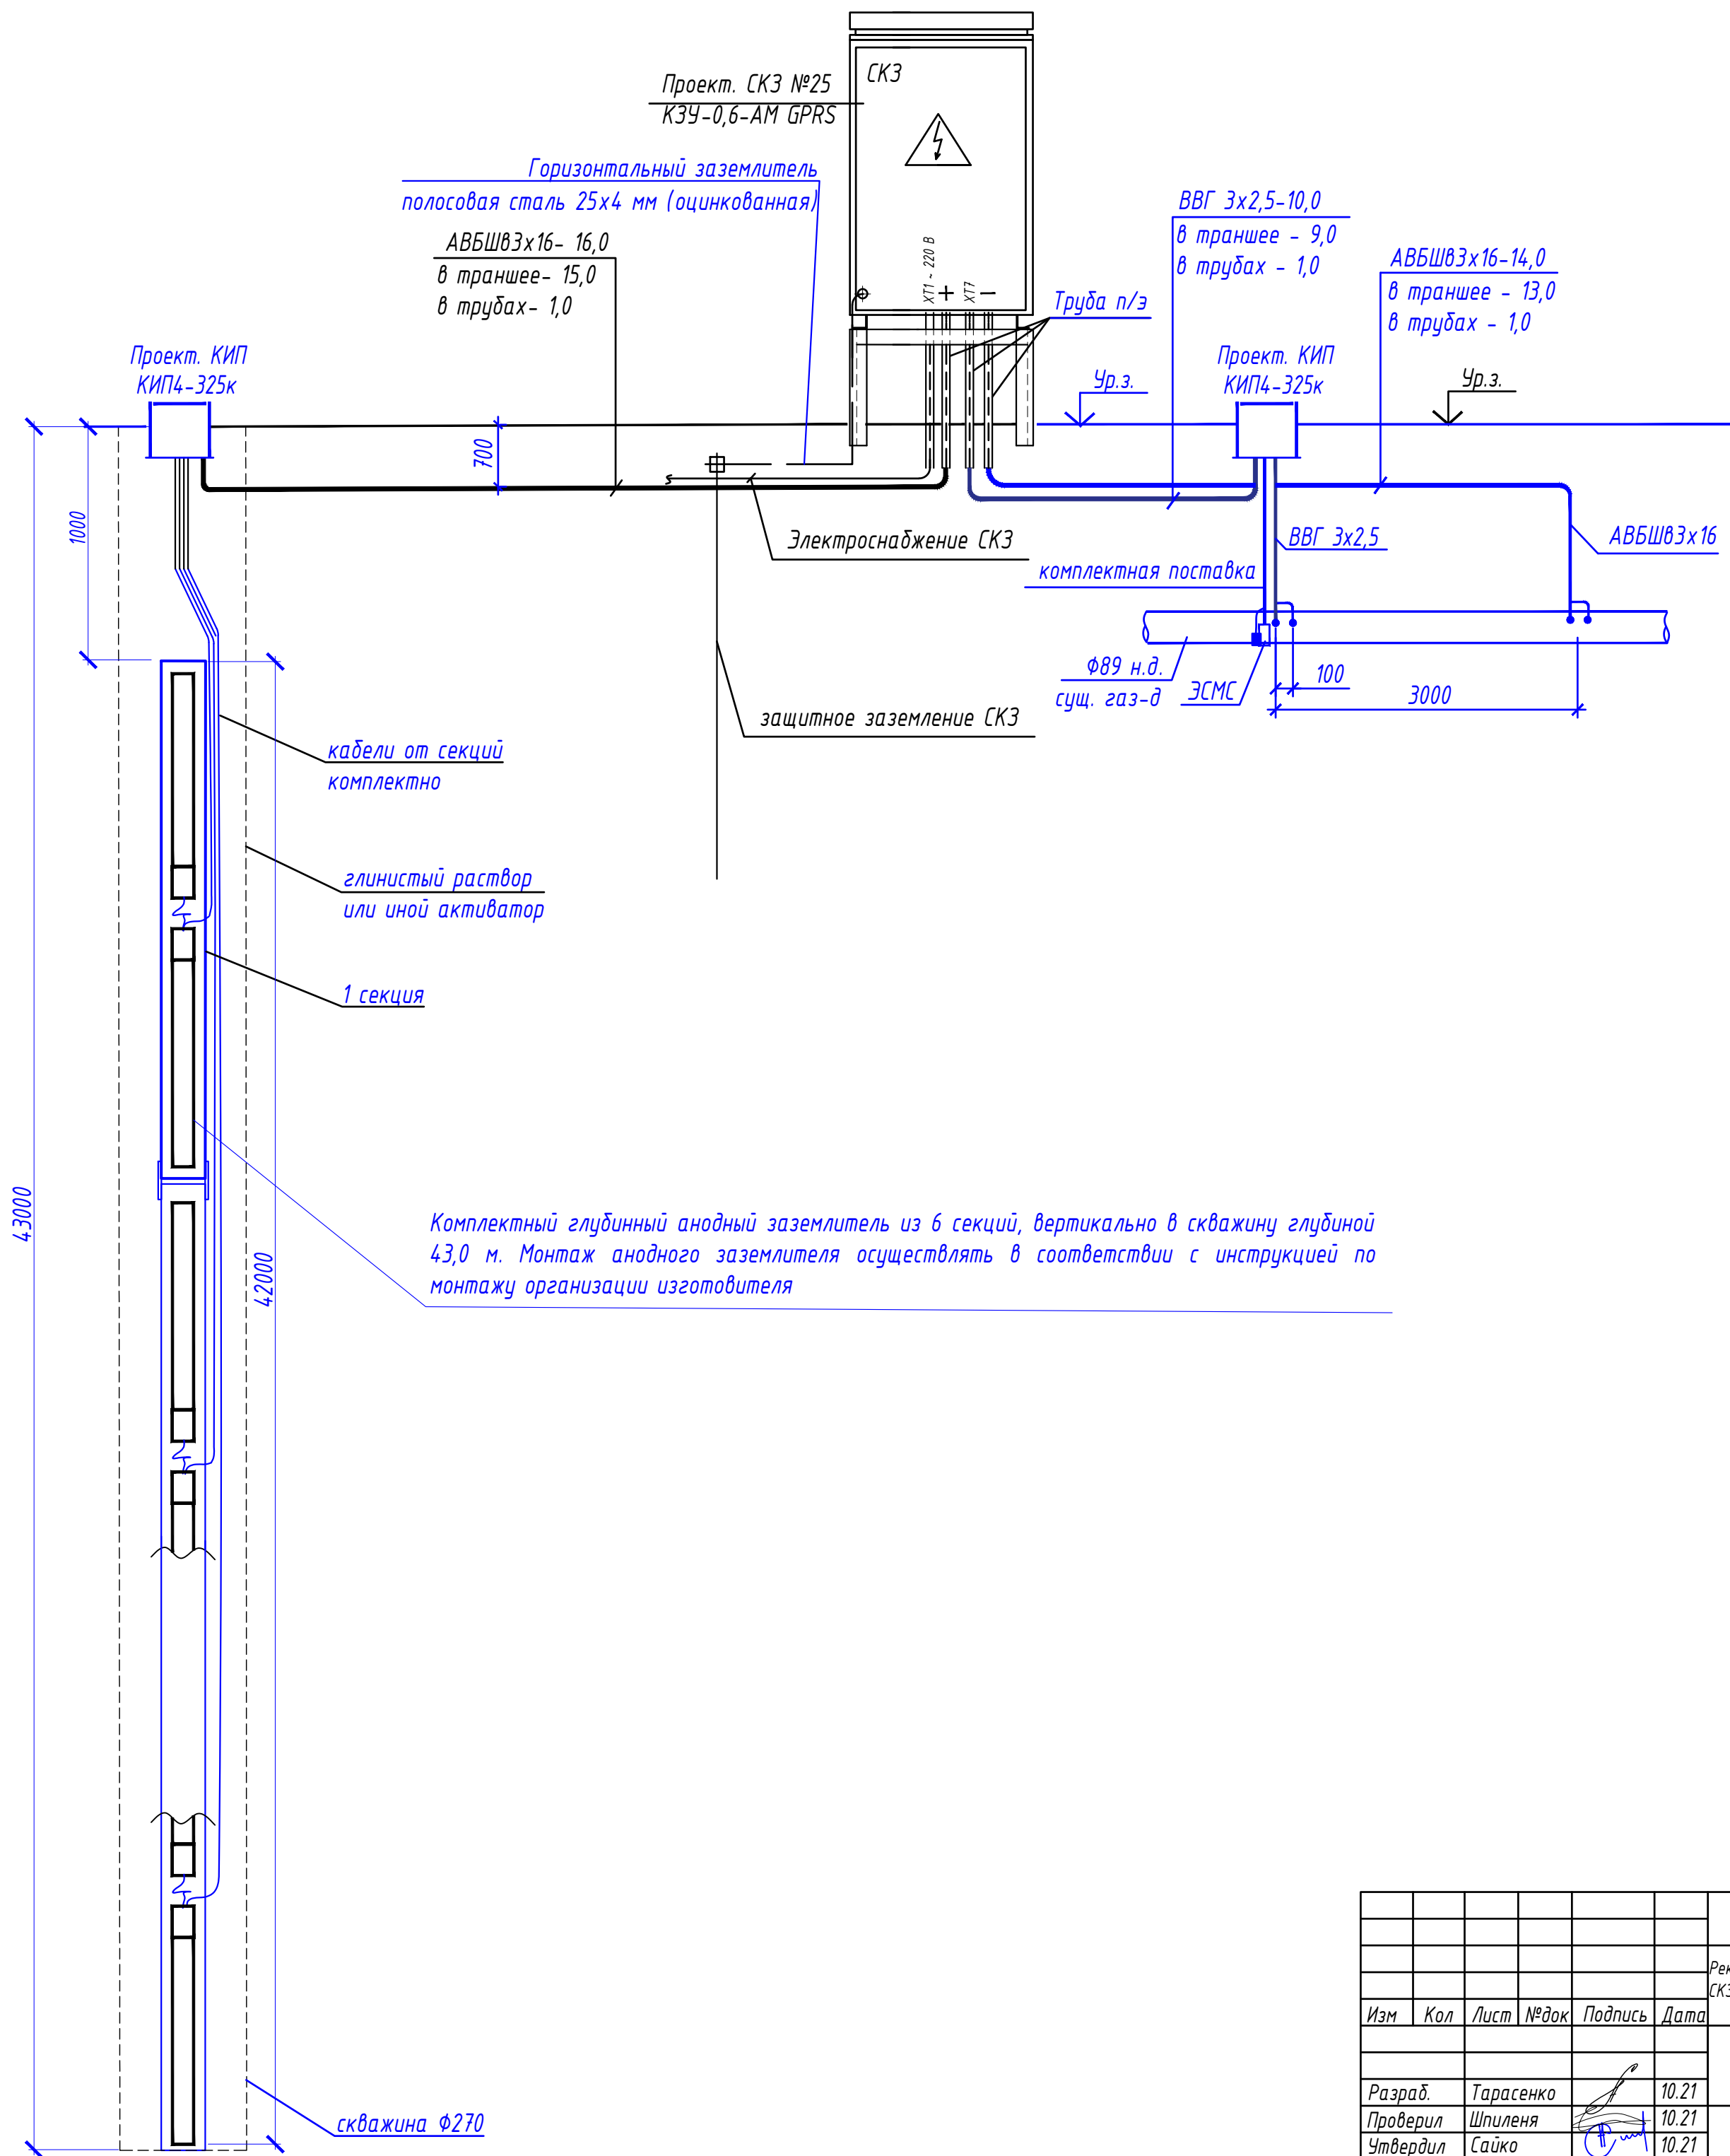 СКЗ
Проект. СКЗ №25
КЗУ-0,6-АМ GPRS
Горизонтальный заземлитель
полосовая сталь 25х4 мм (оцинкованная)
АВБШв3х16- 16,0
в траншее- 15,0
в трубах- 1,0
ХТ1 ~ 220 В
+
ХТ7
—
ВВГ 3х2,5-10,0
в траншее - 9,0
в трубах - 1,0
АВБШв3х16-14,0
в траншее - 13,0
в трубах - 1,0
Труба п/э
Проект. КИП
КИП4-325к
Ур.з.
Проект. КИП
КИП4-325к
Ур.з.
700
1000
Электроснабжение СКЗ
ВВГ 3х2,5
АВБШв3х16
комплектная поставка
Ф89 н.д.
сущ. газ-д
ЭСМС
100
3000
защитное заземление СКЗ
кабели от секций
комплектно
глинистый раствор
или иной активатор
1 секция
43000
42000
Комплектный глубинный анодный заземлитель из 6 секций, вертикально в скважину глубиной
43,0 м. Монтаж анодного заземлителя осуществлять в соответствии с инструкцией по
монтажу организации изготовителя
скважина Ф270
Изм Кол Лист №док Подпись Дата
Разраб. Тарасенко 10.21
Проверил Шпиленя 10.21
Утвердил Сайко 10.21